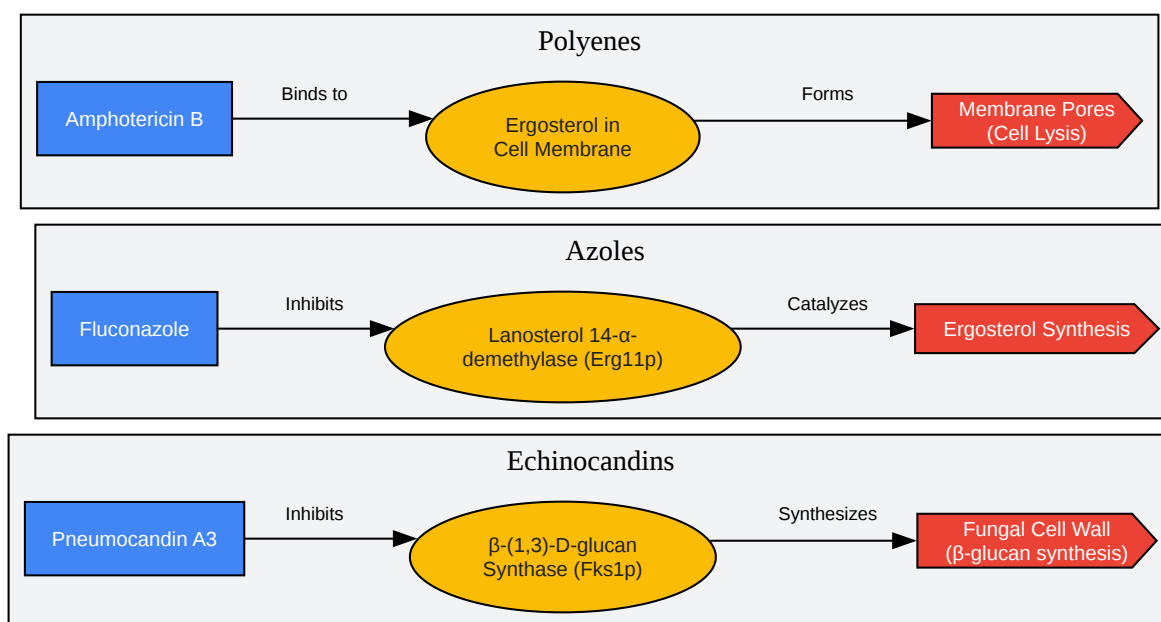 Polyenes
Amphotericin B
Binds to
Ergosterol in
Cell Membrane
Forms
Membrane Pores
(Cell Lysis)
Azoles
Fluconazole
Inhibits
Lanosterol 14-α-
demethylase (Erg11p)
Catalyzes
Ergosterol Synthesis
Echinocandins
Pneumocandin A3
Inhibits
β-(1,3)-D-glucan
Synthase (Fks1p)
Synthesizes
Fungal Cell Wall
(β-glucan synthesis)